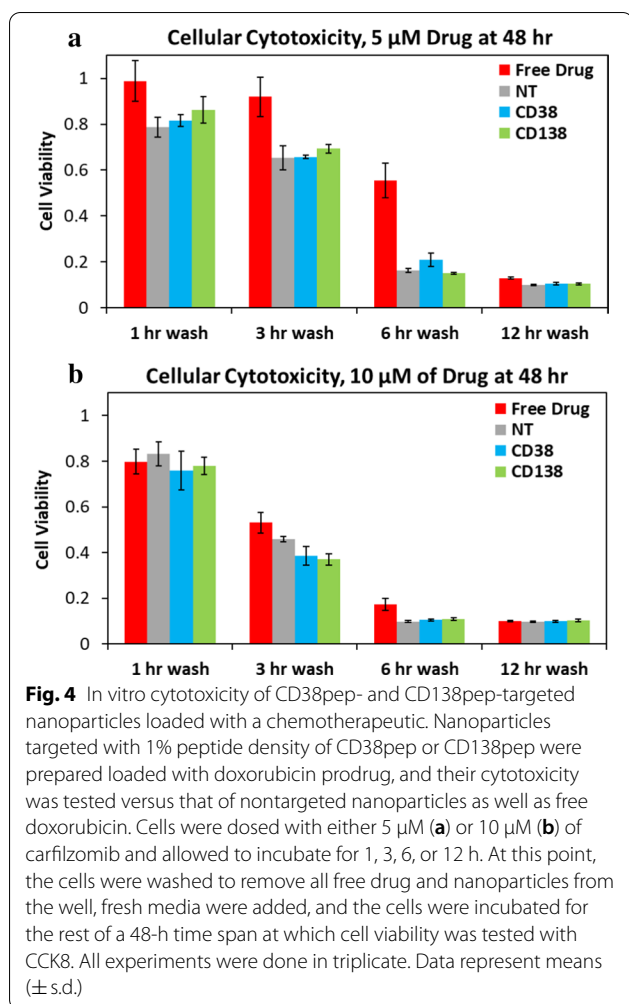 a
Cellular Cytotoxicity, 5 µM Drug at 48 hr
Free Drug
NT
CD38
CD138
Cell Viability
1
0.8
0.6
0.4
0.2
0
1 hr wash 3 hr wash 6 hr wash 12 hr wash
b
Cellular Cytotoxicity, 10 µM of Drug at 48 hr
Free Drug
NT
CD38
CD138
Cell Viability
1
0.8
0.6
0.4
0.2
0
1 hr wash 3 hr wash 6 hr wash 12 hr wash
Fig. 4 In vitro cytotoxicity of CD38pep- and CD138pep-targeted
nanoparticles loaded with a chemotherapeutic. Nanoparticles
targeted with 1% peptide density of CD38pep or CD138pep were
prepared loaded with doxorubicin prodrug, and their cytotoxicity
was tested versus that of nontargeted nanoparticles as well as free
doxorubicin. Cells were dosed with either 5 µM (a) or 10 µM (b) of
carfilzomib and allowed to incubate for 1, 3, 6, or 12 h. At this point,
the cells were washed to remove all free drug and nanoparticles from
the well, fresh media were added, and the cells were incubated for
the rest of a 48-h time span at which cell viability was tested with
CCK8. All experiments were done in triplicate. Data represent means
(± s.d.)